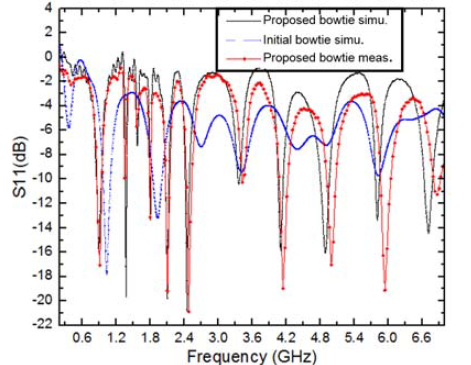 Proposed bowtie simu.
Initial bowtie simu.
Proposed bowtie meas.
4
2
0
-2
-4
-6
-8
-10
-12
-14
-16
-18
-20
-22
S11(dB)
0.6 1.2 1.8 2.4 3.0 3.6 4.2 4.8 5.4 6.0 6.6
Frequency (GHz)